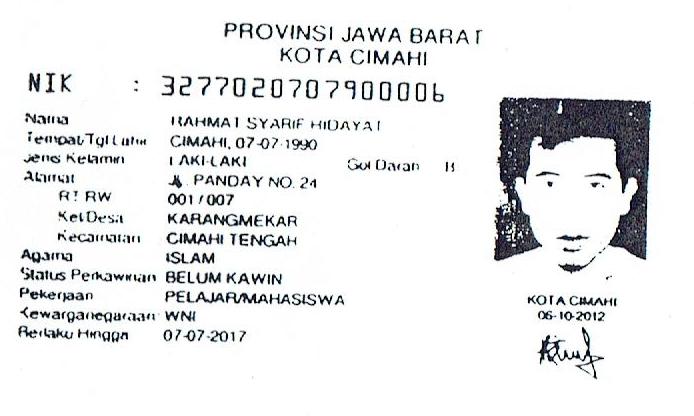 PROVINSI JAWA BARAT
KOTA CIMAHI
NIK : 3277020707900006
Nama RAHMAT SYARIF HIDAYAT
Tempat/Tgl Lahir CIMAHI, 07-07-1990
Jenis Kelamin LAKI-LAKI Gol Darah B
Alamat JL. PANDAY NO. 24
RT RW 001 / 007
Kel/Desa KARANGMEKAR
Kecamatan CIMAHI TENGAH
Agama ISLAM
Status Perkawinan BELUM KAWIN
Pekerjaan PELAJAR/MAHASISWA
Kewarganegaraan WNI
Berlaku Hingga 07-07-2017
KOTA CIMAHI
06-10-2012